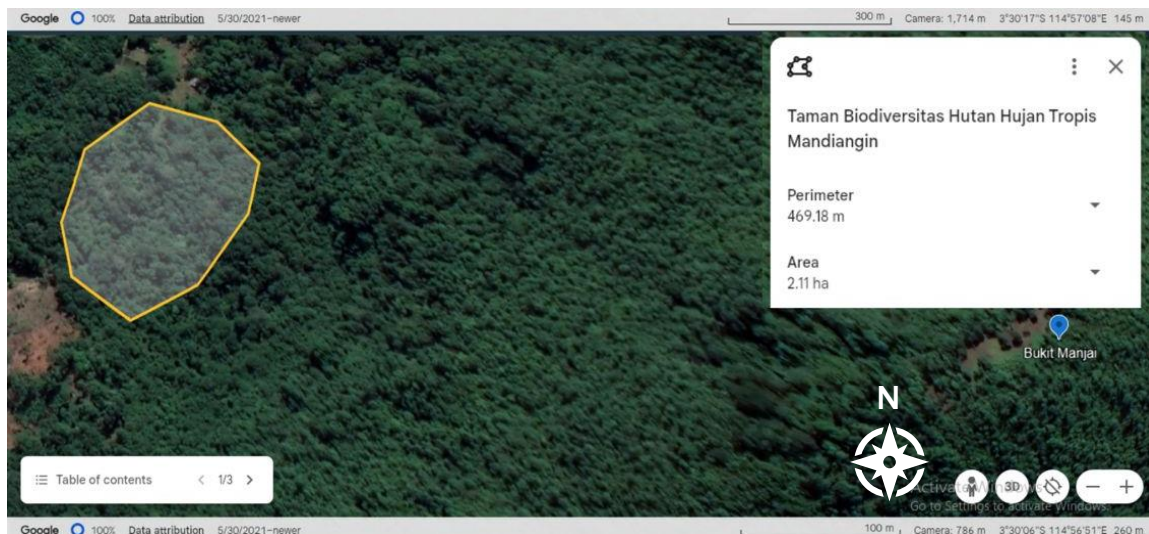 Google 100% Data attribution 5/30/2021-newer 300 m Camera: 1,714 m 3°30'17"S 114°57'08"E 145 m
Taman Biodiversitas Hutan Hujan Tropis
Mandiangin
Perimeter
469.18 m
Area
2.11 ha
Bukit Manjai
N
Table of contents 1/3
3D
Activate Windows
Go to Settings to activate Windows.
Google 100% Data attribution 5/30/2021-newer 100 m Camera: 786 m 3°30'06"S 114°56'51"E 260 m